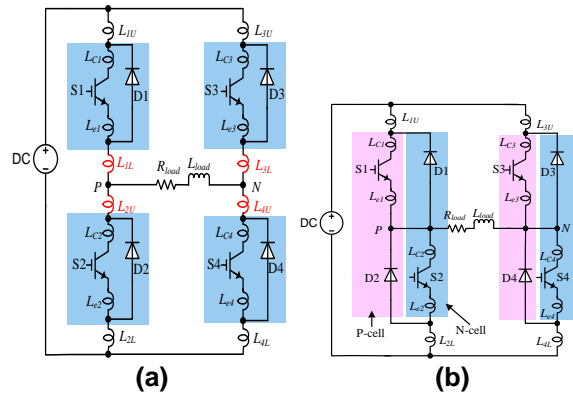 L1U
L3U
LC1
LC3
S1
D1
S3
D3
Le1
Le3
DC
L1L
Rload
Lload
L3L
P
N
L2U
L4U
LC2
LC4
S2
D2
S4
D4
Le2
Le4
L2L
L4L
(a)
L1U
L3U
LC1
LC3
S1
D1
S3
D3
Le1
Le3
DC
Rload
Lload
P
N
LC2
LC4
D2
S2
D4
S4
Le2
Le4
P-cell
N-cell
L2L
L4L
(b)